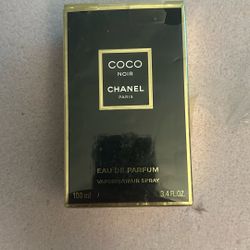 COCO
NOIR
CHANEL
PARIS
EAU DE PARFUM
VAPORISATEUR SPRAY
100 ml 3.4 FL. OZ.